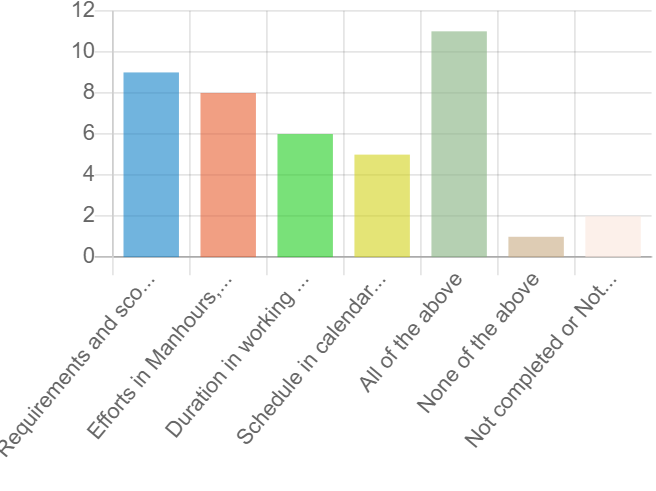 12
10
8
6
4
2
0
Requirements and sco...
Efforts in Manhours,...
Duration in working ...
Schedule in calendar...
All of the above
None of the above
Not completed or Not...